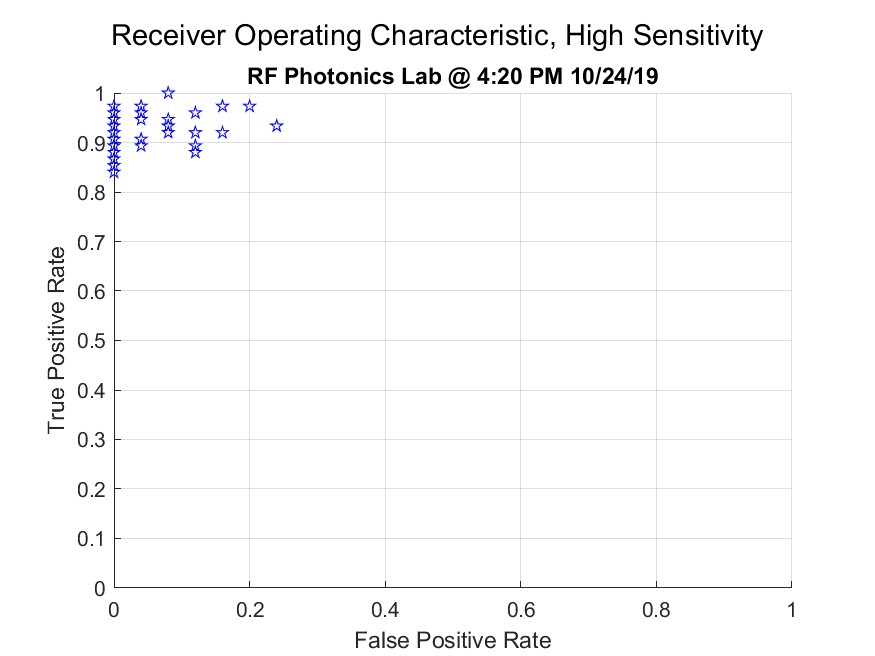 Receiver Operating Characteristic, High Sensitivity
RF Photonics Lab @ 4:20 PM 10/24/19
1
0.9
0.8
0.7
0.6
0.5
0.4
0.3
0.2
0.1
0
True Positive Rate
0 0.2 0.4 0.6 0.8 1
False Positive Rate